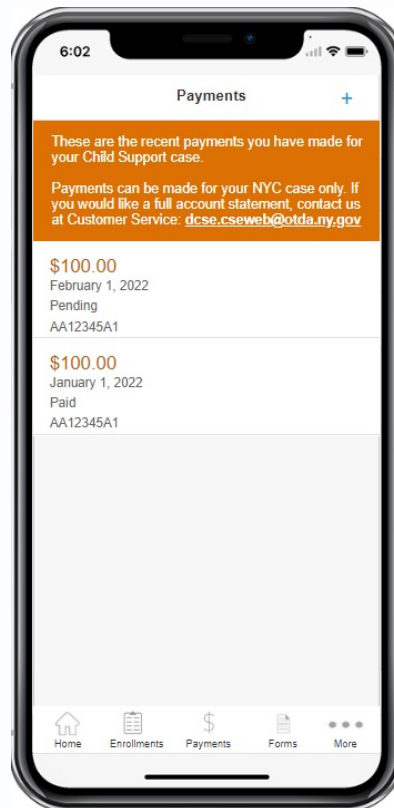 6:02
Payments
+
These are the recent payments you have made for
your Child Support case.
Payments can be made for your NYC case only. If
you would like a full account statement, contact us
at Customer Service: dcse.cseweb@otda.ny.gov
$100.00
February 1, 2022
Pending
AA12345A1
$100.00
January 1, 2022
Paid
AA12345A1
Home Enrollments Payments Forms More